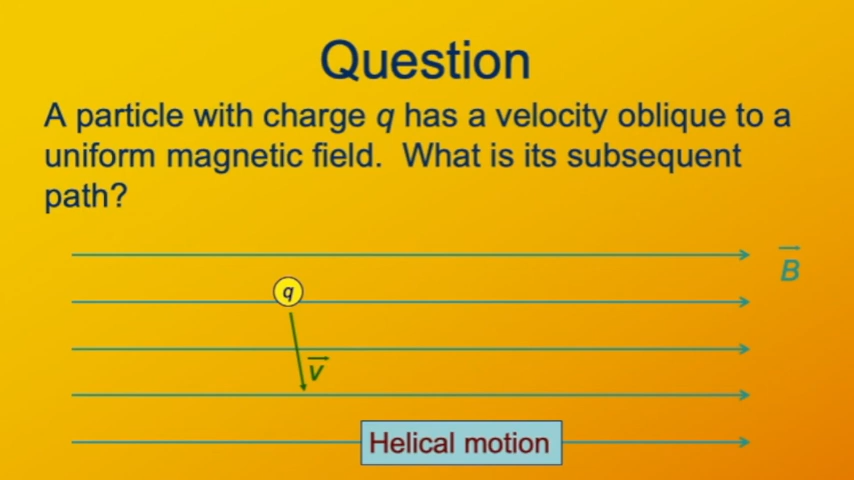 Question
A particle with charge q has a velocity oblique to a
uniform magnetic field. What is its subsequent
path?
B
q
v
Helical motion